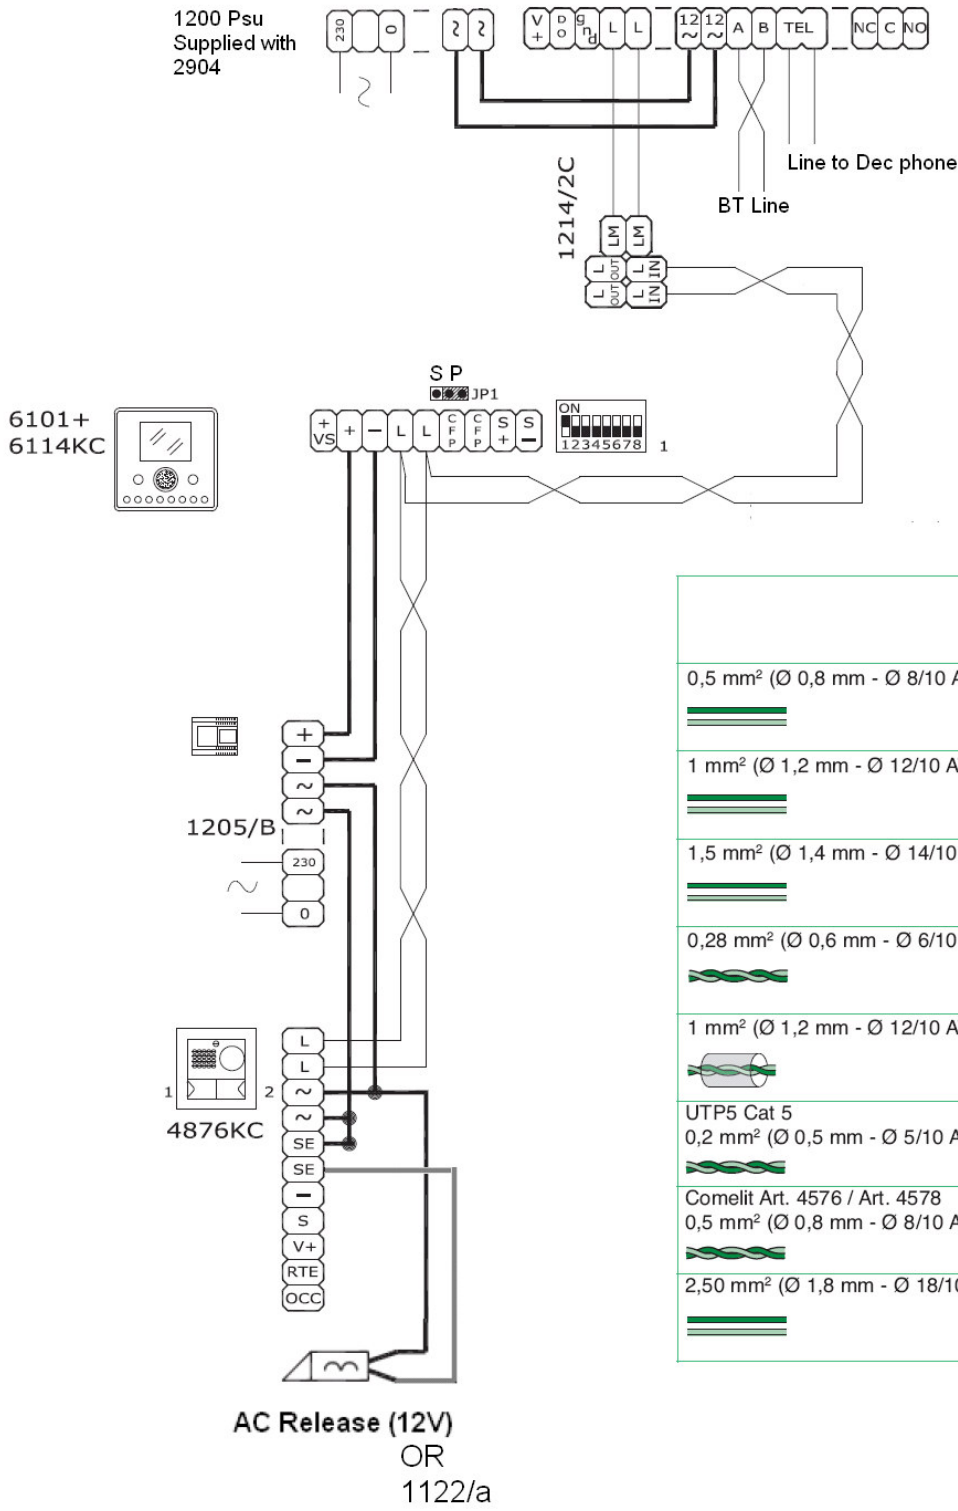 1200 Psu
Supplied with
2904
230 0 ~ ~ V+ Do gnd L L 12~ 12~ A B TEL NC C NO
Line to Dec phone
BT Line
1214/2C
LM LM
L OUT L IN
L OUT L IN
S P
JP1
6101+
6114KC
+VS + – L L CFP CFP S+ S–
ON
12345678
1
+
–
~
~
1205/B
230
~
0
1 2
4876KC
L
L
~
~
SE
SE
–
S
V+
RTE
OCC
AC Release (12V)
OR
1122/a
0,5 mm² (Ø 0,8 mm - Ø 8/10 A
1 mm² (Ø 1,2 mm - Ø 12/10 A
1,5 mm² (Ø 1,4 mm - Ø 14/10
0,28 mm² (Ø 0,6 mm - Ø 6/10
1 mm² (Ø 1,2 mm - Ø 12/10 A
UTP5 Cat 5
0,2 mm² (Ø 0,5 mm - Ø 5/10 A
Comelit Art. 4576 / Art. 4578
0,5 mm² (Ø 0,8 mm - Ø 8/10 A
2,50 mm² (Ø 1,8 mm - Ø 18/10